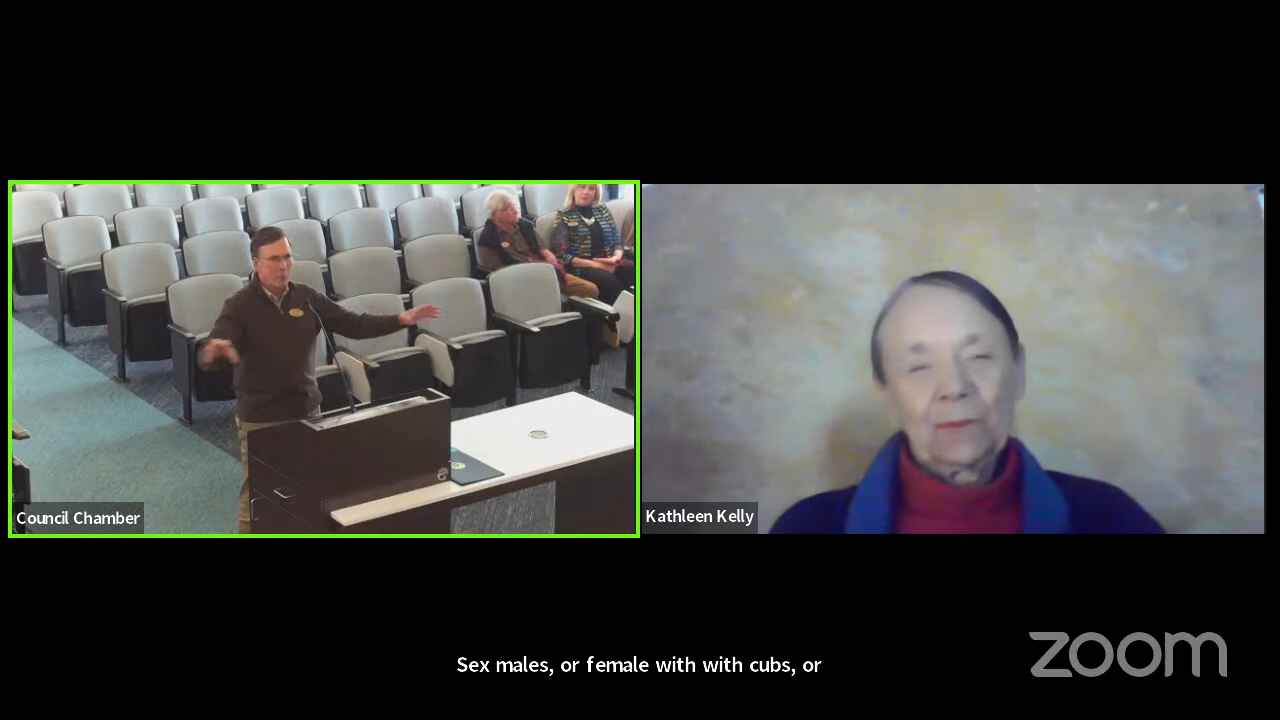 Council Chamber
Kathleen Kelly
Sex males, or female with with cubs, or
zoom